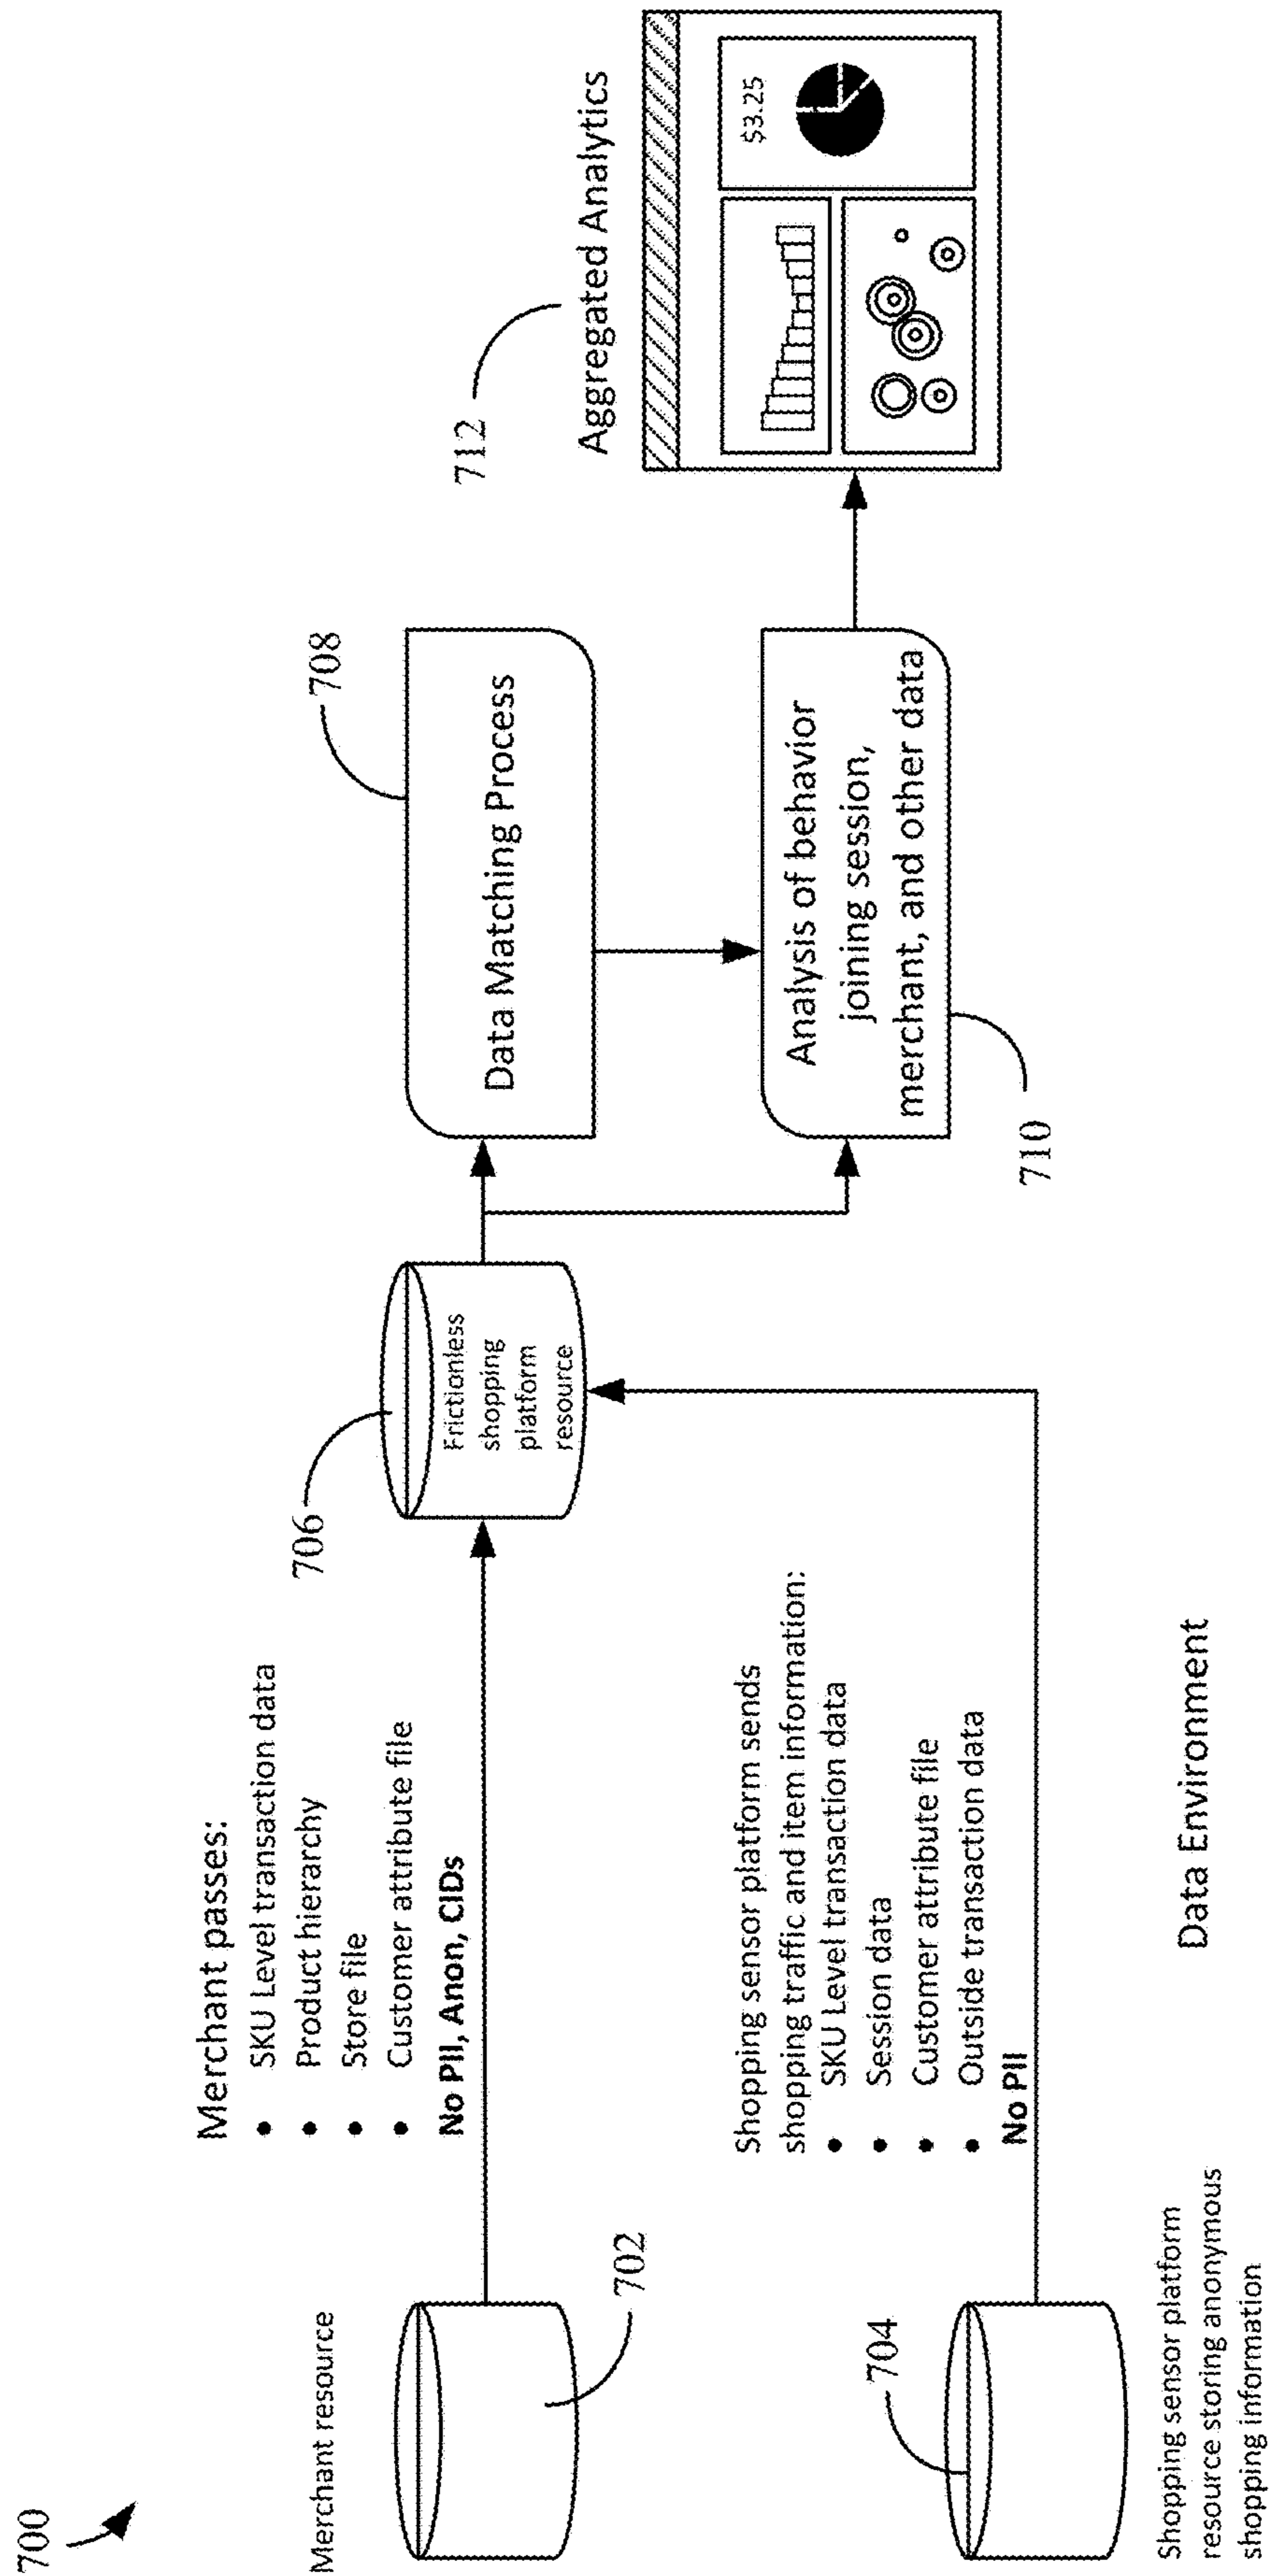 700
Merchant resource
702
Merchant passes:
• SKU Level transaction data
• Product hierarchy
• Store file
• Customer attribute file
No PII, Anon, CIDs
706
Frictionless
shopping
platform
resource
708
Data Matching Process
712
Aggregated Analytics
$3.25
704
Shopping sensor platform
resource storing anonymous
shopping information
Shopping sensor platform sends
shopping traffic and item information:
• SKU Level transaction data
• Session data
• Customer attribute file
• Outside transaction data
No PII
Analysis of behavior
joining session,
merchant, and other data
710
Data Environment